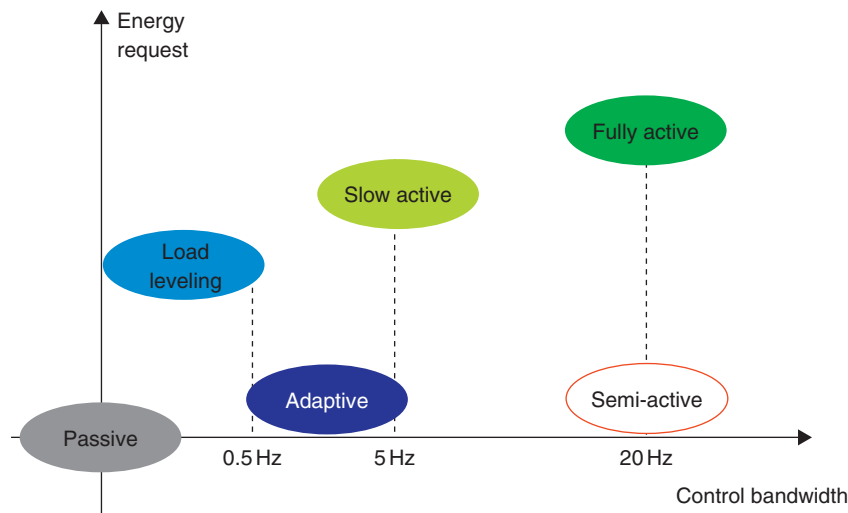 Energy
request
Fully active
Slow active
Load
leveling
Adaptive
Semi-active
Passive
0.5 Hz
5 Hz
20 Hz
Control bandwidth